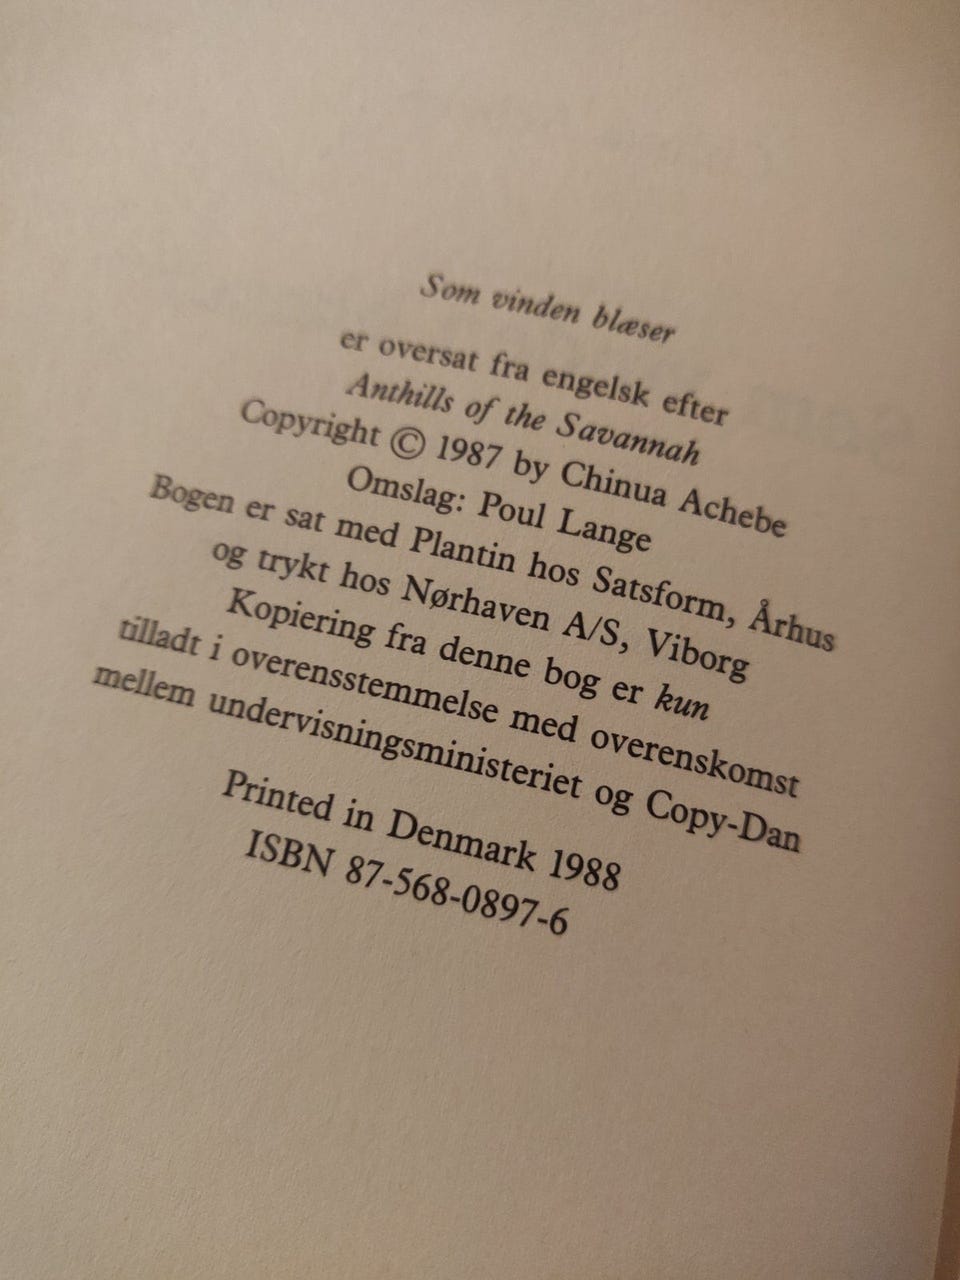 Som vinden blæser
er oversat fra engelsk efter
Anthills of the Savannah
Copyright © 1987 by Chinua Achebe
Omslag: Poul Lange
Bogen er sat med Plantin hos Satsform, Århus
og trykt hos Nørhaven A/S, Viborg
Kopiering fra denne bog er kun
tilladt i overensstemmelse med overenskomst
mellem undervisningsministeriet og Copy-Dan
Printed in Denmark 1988
ISBN 87-568-0897-6